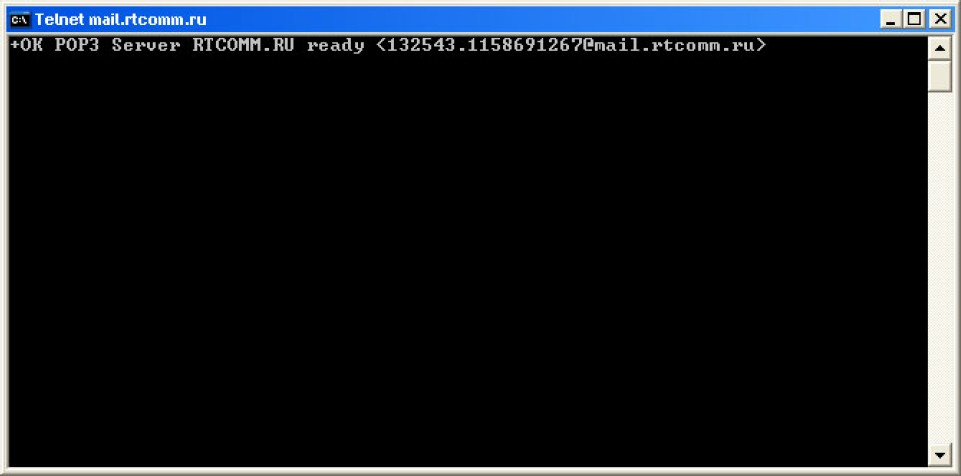 Telnet mail.rtcomm.ru
+OK POP3 Server RTCOMM.RU ready <132543.1158691267@mail.rtcomm.ru>